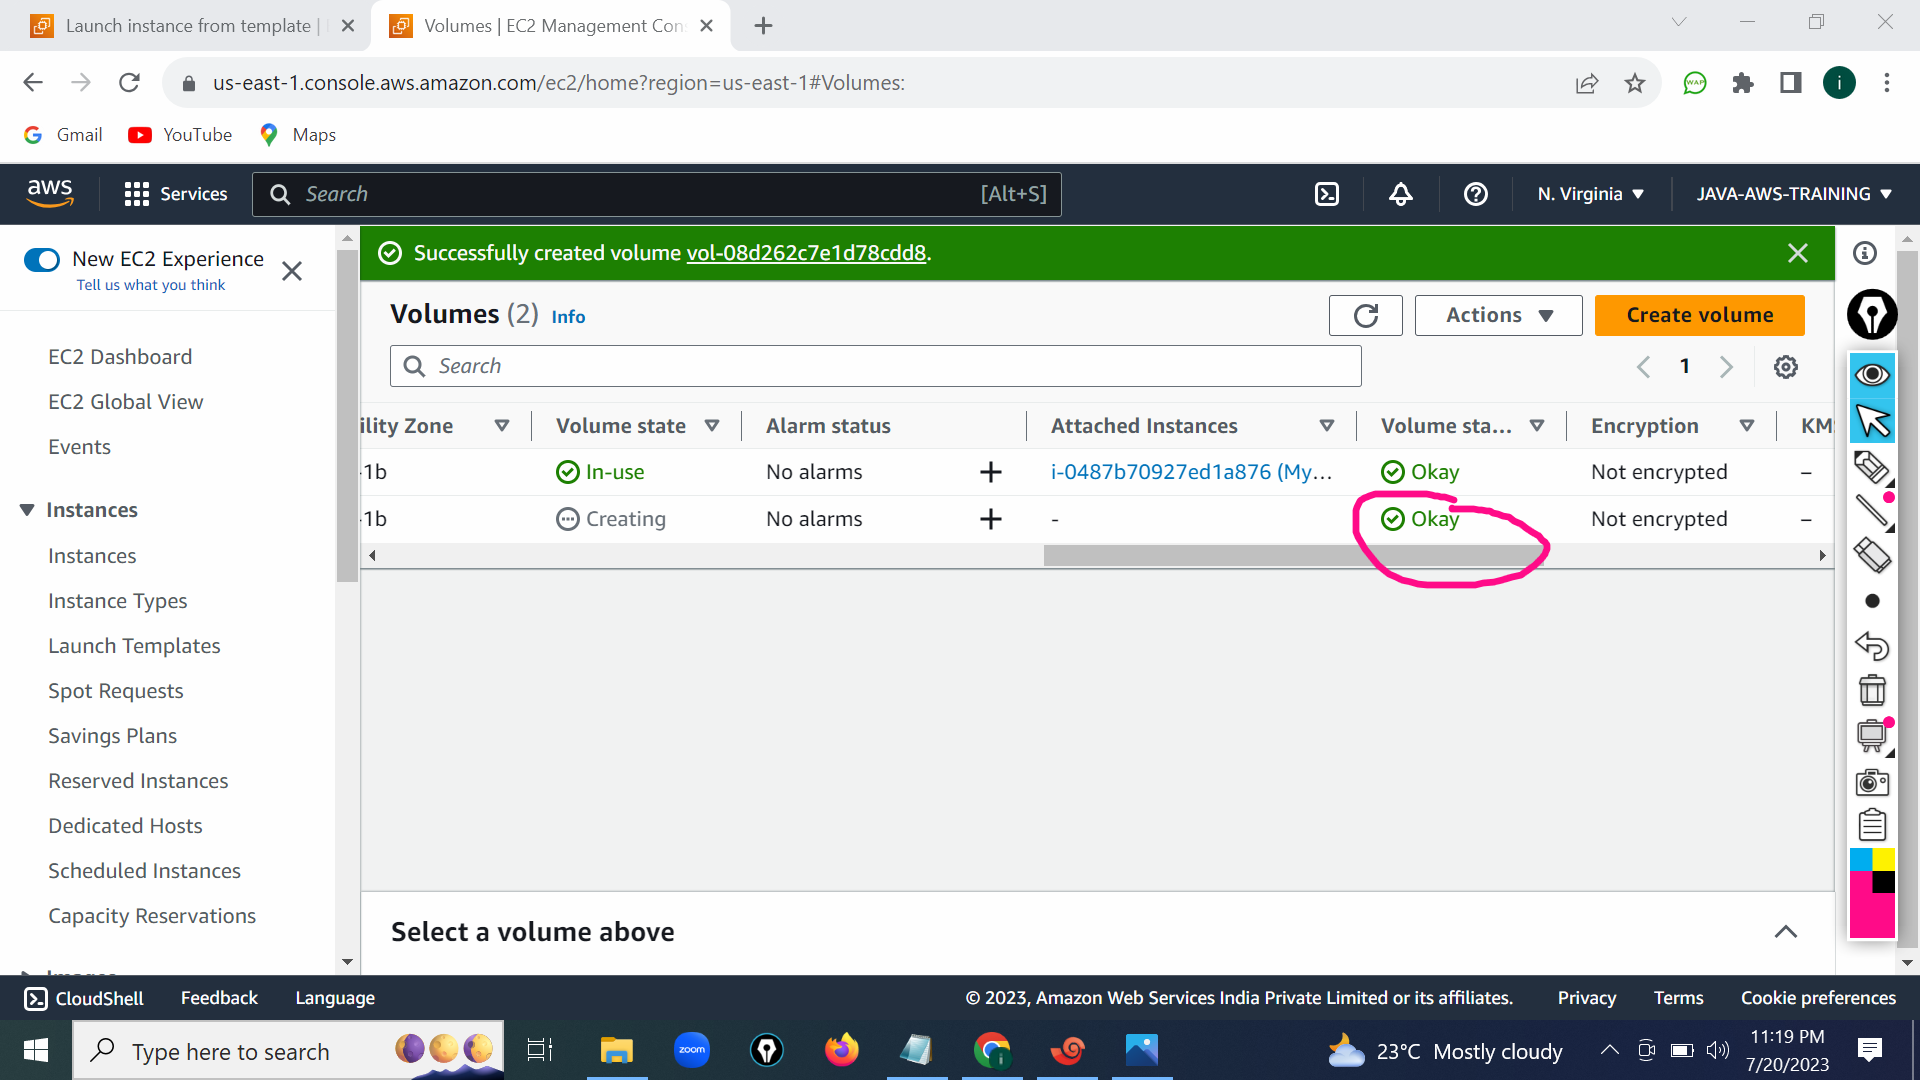 Launch instance from template |
Volumes | EC2 Management Con
us-east-1.console.aws.amazon.com/ec2/home?region=us-east-1#Volumes:
i
Gmail
YouTube
Maps
aws
Services
Search
[Alt+S]
N. Virginia
JAVA-AWS-TRAINING
New EC2 Experience
Tell us what you think
Successfully created volume vol-08d262c7e1d78cdd8.
Volumes (2) Info
Actions
Create volume
Search
1
ility Zone
Volume state
Alarm status
Attached Instances
Volume sta...
Encryption
KM
-1b
In-use
No alarms
i-0487b70927ed1a876 (My...
Okay
Not encrypted
–
-1b
Creating
No alarms
-
Okay
Not encrypted
–
EC2 Dashboard
EC2 Global View
Events
Instances
Instances
Instance Types
Launch Templates
Spot Requests
Savings Plans
Reserved Instances
Dedicated Hosts
Scheduled Instances
Capacity Reservations
Images
Select a volume above
CloudShell
Feedback
Language
© 2023, Amazon Web Services India Private Limited or its affiliates.
Privacy
Terms
Cookie preferences
Type here to search
zoom
23°C Mostly cloudy
11:19 PM
7/20/2023